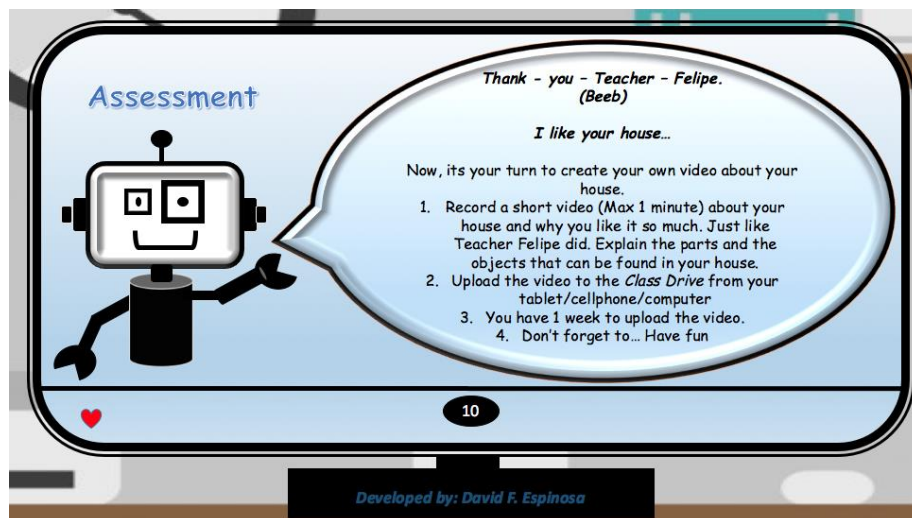 Assessment
Thank - you – Teacher – Felipe.
(Beeb)
I like your house…
Now, its your turn to create your own video about your
house.
1. Record a short video (Max 1 minute) about your
house and why you like it so much. Just like
Teacher Felipe did. Explain the parts and the
objects that can be found in your house.
2. Upload the video to the Class Drive from your
tablet/cellphone/computer
3. You have 1 week to upload the video.
4. Don't forget to… Have fun
10
Developed by: David F. Espinosa